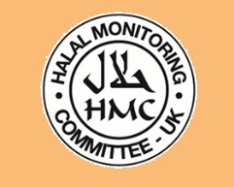 · HALAL MONITORING ·
حلال
HMC
COMMITTEE - UK